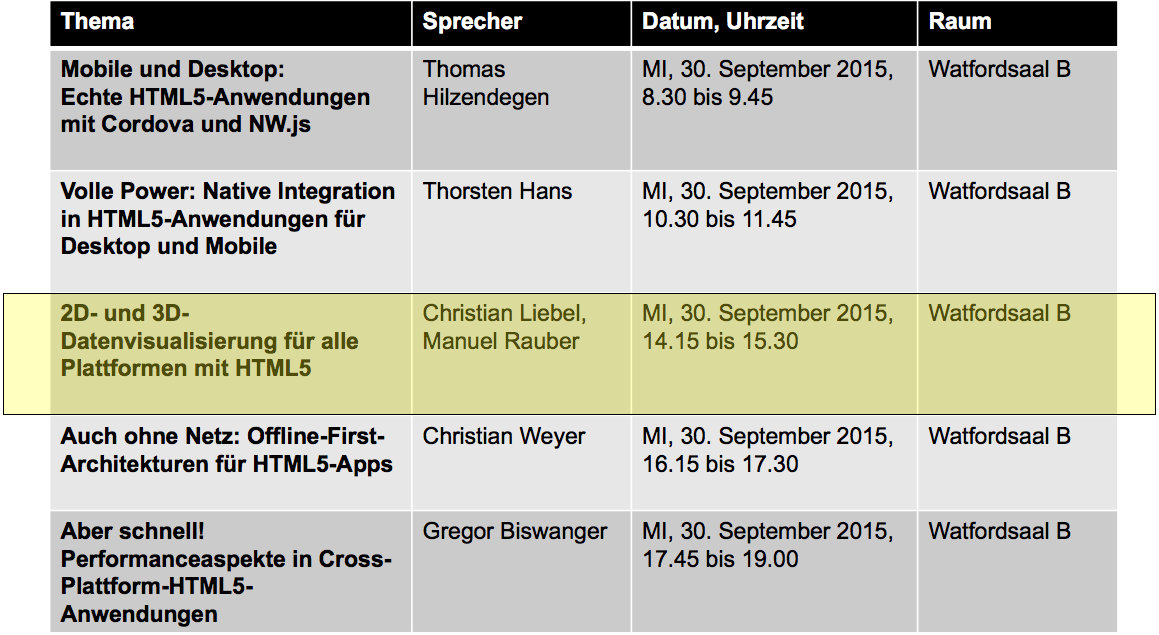 Thema Sprecher Datum, Uhrzeit Raum
Mobile und Desktop: Thomas MI, 30. September 2015, Watfordsaal B
Echte HTML5-Anwendungen Hilzendegen 8.30 bis 9.45
mit Cordova und NW.js
Volle Power: Native Integration Thorsten Hans MI, 30. September 2015, Watfordsaal B
in HTML5-Anwendungen für 10.30 bis 11.45
Desktop und Mobile
2D- und 3D- Christian Liebel, MI, 30. September 2015, Watfordsaal B
Datenvisualisierung für alle Manuel Rauber 14.15 bis 15.30
Plattformen mit HTML5
Auch ohne Netz: Offline-First- Christian Weyer MI, 30. September 2015, Watfordsaal B
Architekturen für HTML5-Apps 16.15 bis 17.30
Aber schnell! Gregor Biswanger MI, 30. September 2015, Watfordsaal B
Performanceaspekte in Cross- 17.45 bis 19.00
Plattform-HTML5-
Anwendungen